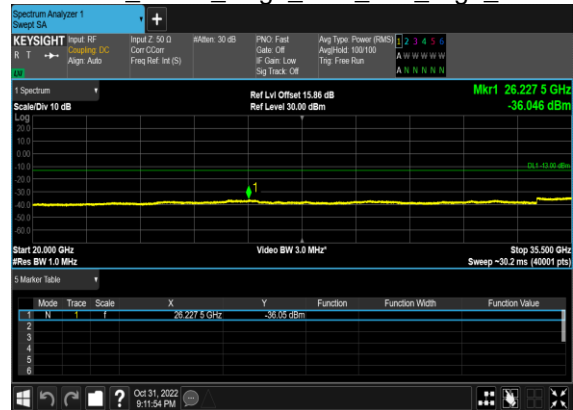 Spectrum Analyzer 1
Swept SA
+
KEYSIGHT Input: RF Input Z: 50 Ω #Atten: 30 dB PNO: Fast Avg Type: Power (RMS) 1 2 3 4 5 6
R T Coupling: DC Corr CCorr Gate: Off Avg|Hold: 100/100 A W W W W W
Align: Auto Freq Ref: Int (S) IF Gain: Low Trig: Free Run
LW Sig Track: Off A N N N N N
1 Spectrum Ref Lvl Offset 15.86 dB Mkr1 26.227 5 GHz
Scale/Div 10 dB Ref Level 30.00 dBm -36.046 dBm
Log
20.0
10.0
0.00
-10.0 DL1 -13.00 dBm
-20.0
-30.0 1
-40.0
-50.0
-60.0
Start 20.000 GHz Video BW 3.0 MHz* Stop 35.500 GHz
#Res BW 1.0 MHz Sweep ~30.2 ms (40001 pts)
5 Marker Table
Mode Trace Scale X Y Function Function Width Function Value
1 N 1 f 26.227 5 GHz -36.05 dBm
2
3
4
5
6
? Oct 31, 2022
9:11:54 PM